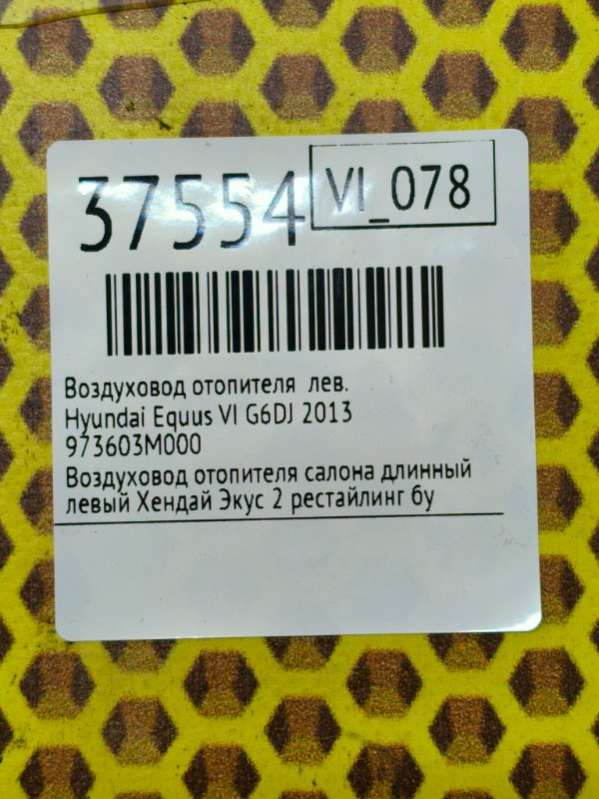 37554 VI_078
Воздуховод отопителя лев.
Hyundai Equus VI G6DJ 2013
973603M000
Воздуховод отопителя салона длинный
левый Хендай Экус 2 рестайлинг бу